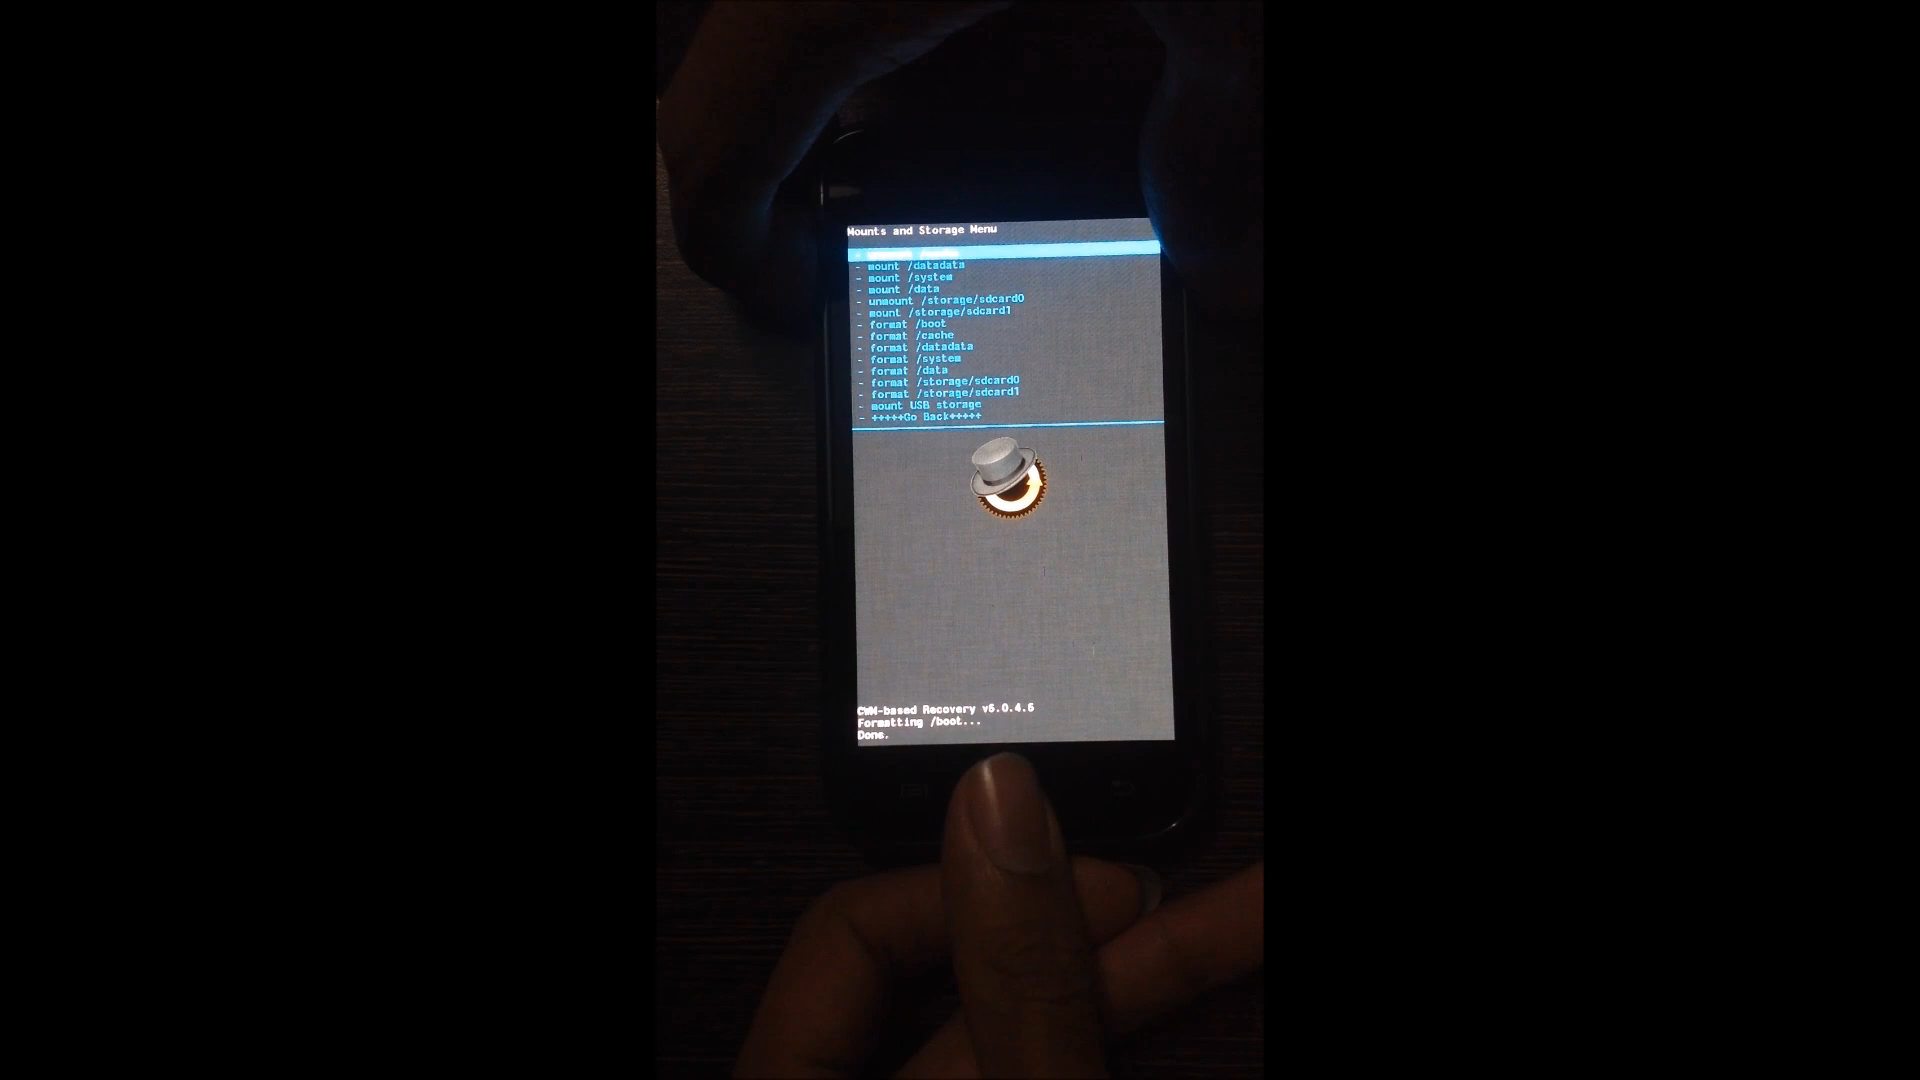 Mounts and Storage Menu
- mount /datadata
- mount /system
- mount /data
- unmount /storage/sdcard0
- mount /storage/sdcard1
- format /boot
- format /cache
- format /datadata
- format /system
- format /data
- format /storage/sdcard0
- format /storage/sdcard1
- mount USB storage
- +++++Go Back+++++
CWM-based Recovery v6.0.4.5
Formatting /boot...
Done.